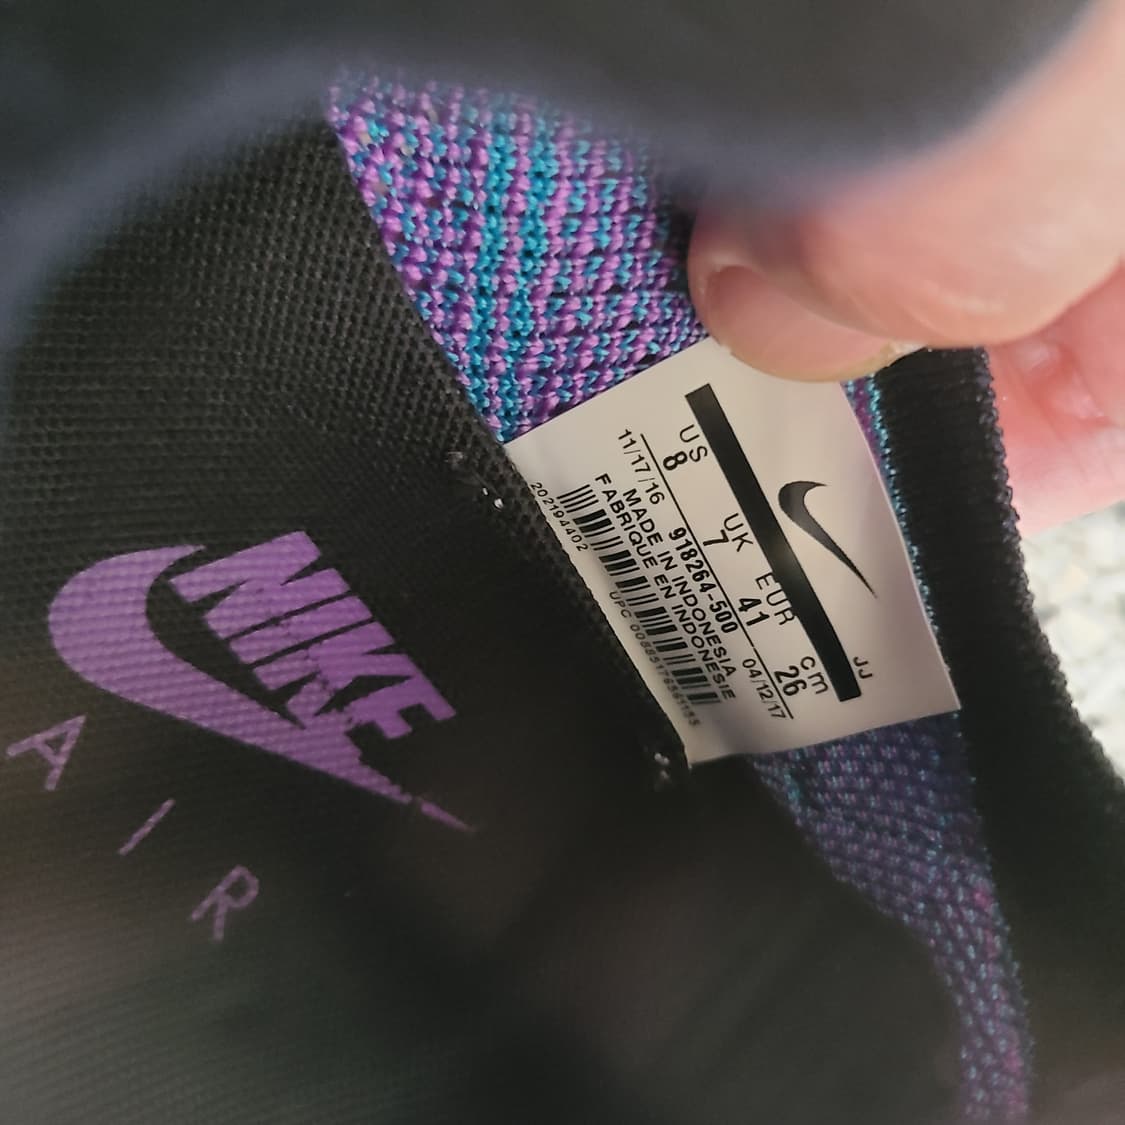 NIKE
AIR
JJ
US UK EUR cm
8 7 41 26
11/17/16 918264-500 04/12/17
MADE IN INDONESIA
FABRIQUE EN INDONESIE
202194402